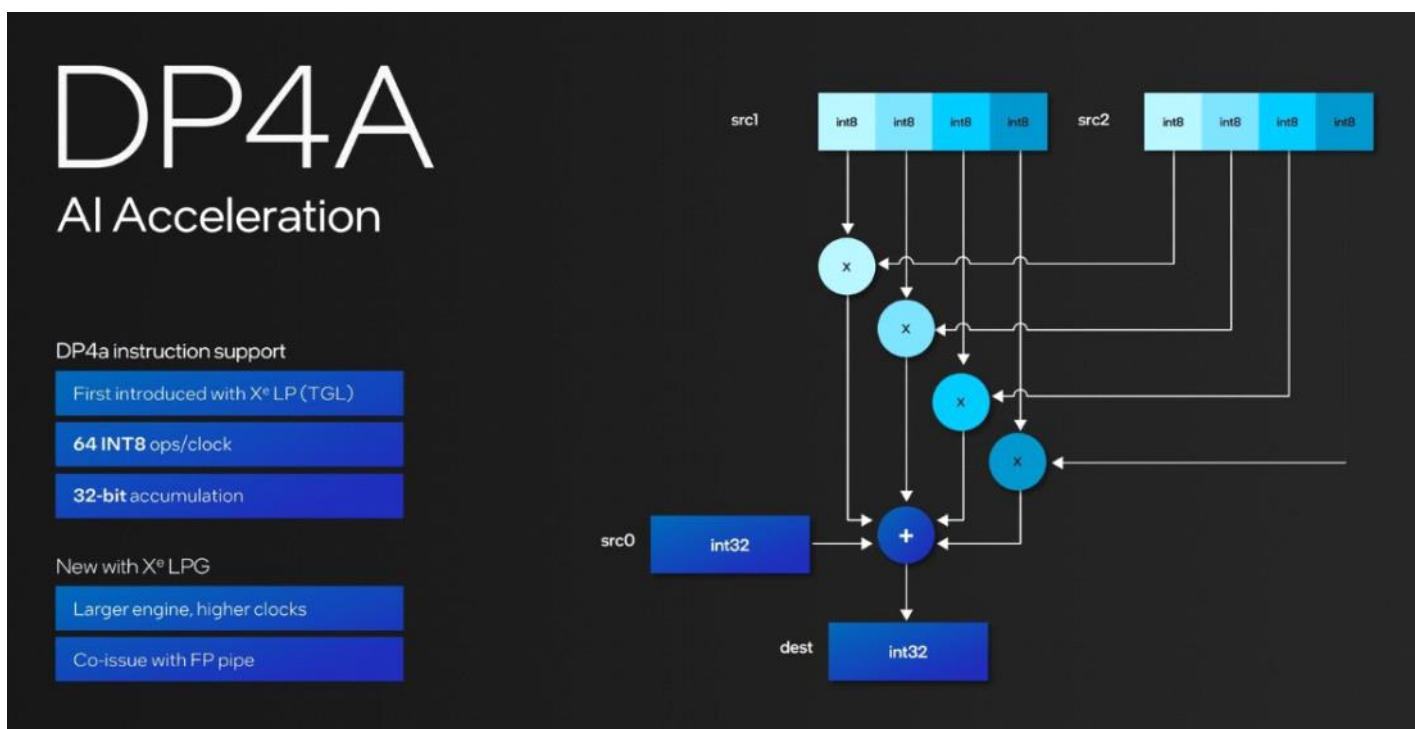 DP4A
AI Acceleration
DP4a instruction support
First introduced with Xᵉ LP (TGL)
64 INT8 ops/clock
32-bit accumulation
New with Xᵉ LPG
Larger engine, higher clocks
Co-issue with FP pipe
src1 int8 int8 int8 int8 src2 int8 int8 int8 int8
x
x
x
x
src0 int32 +
dest int32